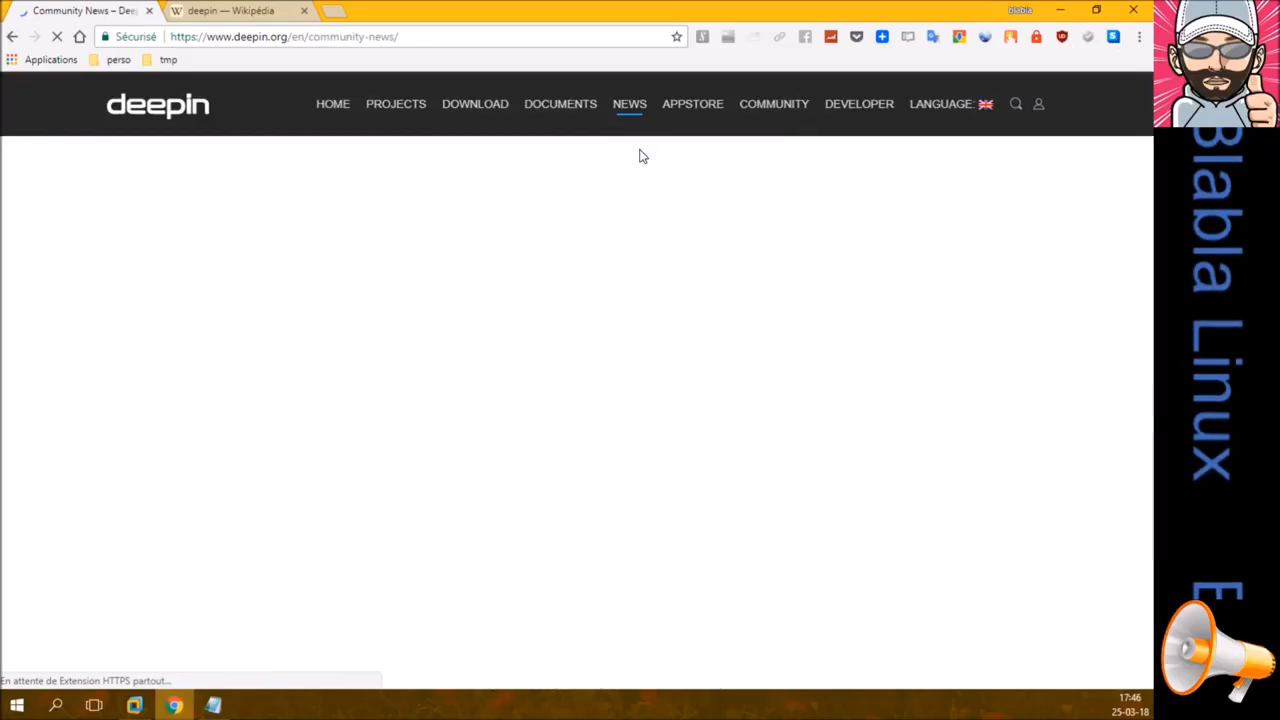 Community News – Dee
deepin — Wikipédia
blabla
Sécurisé
https://www.deepin.org/en/community-news/
Applications
perso
tmp
deepin
HOME
PROJECTS
DOWNLOAD
DOCUMENTS
NEWS
APPSTORE
COMMUNITY
DEVELOPER
LANGUAGE:
Blabla Linux
En attente de Extension HTTPS partout...
17:46
25-03-18